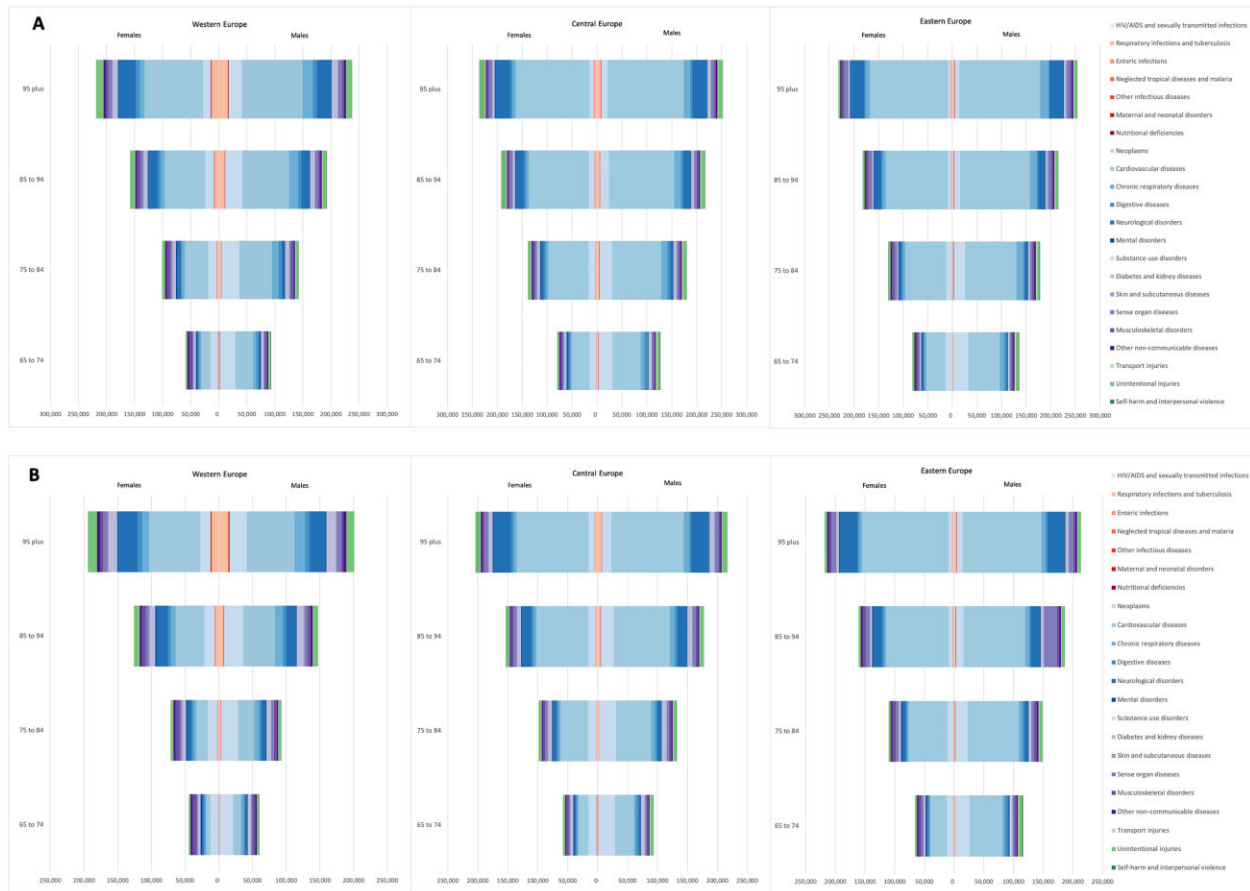 A
Western Europe
Females
Males
95 plus
85 to 94
75 to 84
65 to 74
300,000 250,000 200,000 150,000 100,000 50,000 0 50,000 100,000 150,000 200,000 250,000 300,000
Central Europe
Females
Males
95 plus
85 to 94
75 to 84
65 to 74
300,000 250,000 200,000 150,000 100,000 50,000 0 50,000 100,000 150,000 200,000 250,000 300,000
Eastern Europe
Females
Males
95 plus
85 to 94
75 to 84
65 to 74
300,000 250,000 200,000 150,000 100,000 50,000 0 50,000 100,000 150,000 200,000 250,000 300,000
HIV/AIDS and sexually transmitted infections
Respiratory infections and tuberculosis
Enteric infections
Neglected tropical diseases and malaria
Other infectious diseases
Maternal and neonatal disorders
Nutritional deficiencies
Neoplasms
Cardiovascular diseases
Chronic respiratory diseases
Digestive diseases
Neurological disorders
Mental disorders
Substance use disorders
Diabetes and kidney diseases
Skin and subcutaneous diseases
Sense organ diseases
Musculoskeletal disorders
Other non-communicable diseases
Transport injuries
Unintentional injuries
Self-harm and interpersonal violence
B
Western Europe
Females
Males
95 plus
85 to 94
75 to 84
65 to 74
250,000 200,000 150,000 100,000 50,000 0 50,000 100,000 150,000 200,000 250,000
Central Europe
Females
Males
95 plus
85 to 94
75 to 84
65 to 74
250,000 200,000 150,000 100,000 50,000 0 50,000 100,000 150,000 200,000 250,000
Eastern Europe
Females
Males
95 plus
85 to 94
75 to 84
65 to 74
250,000 200,000 150,000 100,000 50,000 0 50,000 100,000 150,000 200,000 250,000
HIV/AIDS and sexually transmitted infections
Respiratory infections and tuberculosis
Enteric infections
Neglected tropical diseases and malaria
Other infectious diseases
Maternal and neonatal disorders
Nutritional deficiencies
Neoplasms
Cardiovascular diseases
Chronic respiratory diseases
Digestive diseases
Neurological disorders
Mental disorders
Substance use disorders
Diabetes and kidney diseases
Skin and subcutaneous diseases
Sense organ diseases
Musculoskeletal disorders
Other non-communicable diseases
Transport injuries
Unintentional injuries
Self-harm and interpersonal violence